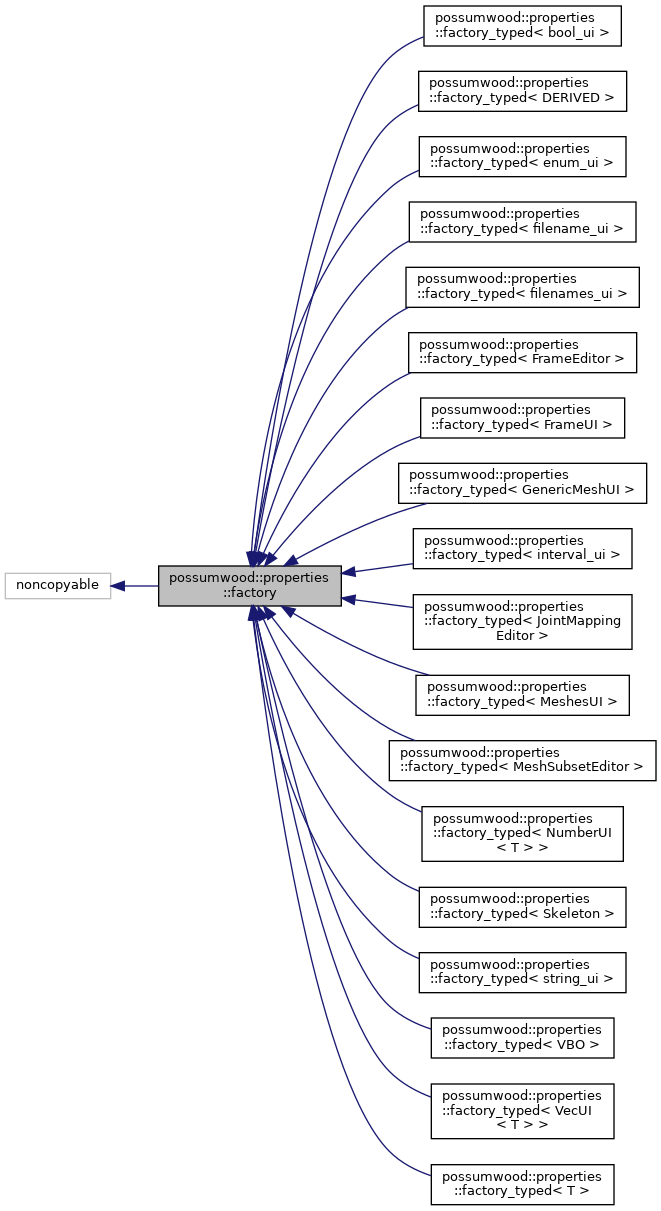 possumwood::properties
::factory_typed< bool_ui >
possumwood::properties
::factory_typed< DERIVED >
possumwood::properties
::factory_typed< enum_ui >
possumwood::properties
::factory_typed< filename_ui >
possumwood::properties
::factory_typed< filenames_ui >
possumwood::properties
::factory_typed< FrameEditor >
possumwood::properties
::factory_typed< FrameUI >
possumwood::properties
::factory_typed< GenericMeshUI >
possumwood::properties
::factory_typed< interval_ui >
noncopyable
possumwood::properties
::factory
possumwood::properties
::factory_typed< JointMapping
Editor >
possumwood::properties
::factory_typed< MeshesUI >
possumwood::properties
::factory_typed< MeshSubsetEditor >
possumwood::properties
::factory_typed< NumberUI
< T > >
possumwood::properties
::factory_typed< Skeleton >
possumwood::properties
::factory_typed< string_ui >
possumwood::properties
::factory_typed< VBO >
possumwood::properties
::factory_typed< VecUI
< T > >
possumwood::properties
::factory_typed< T >